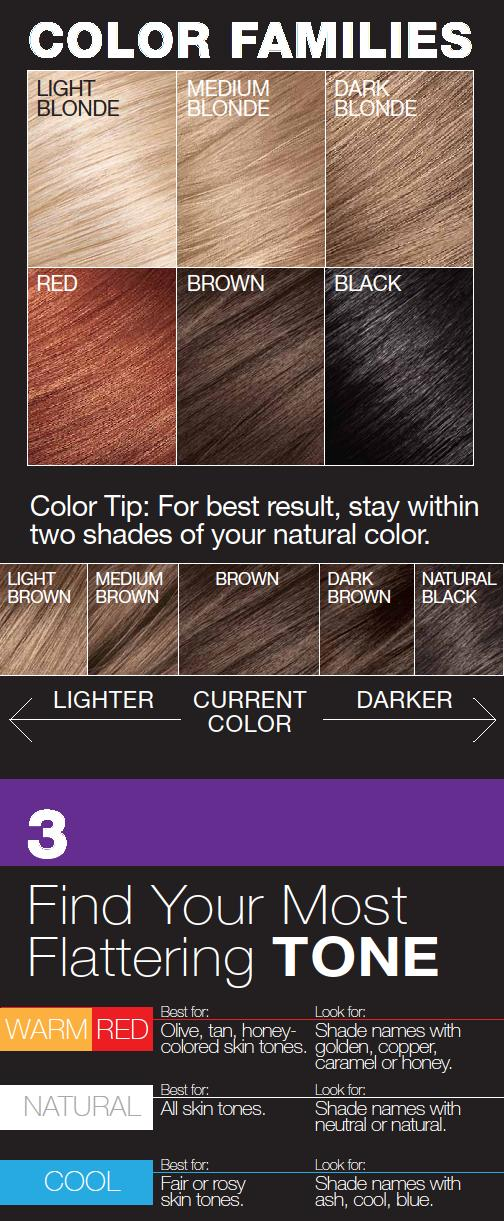 COLOR FAMILIES
LIGHT
BLONDE
MEDIUM
BLONDE
DARK
BLONDE
RED
BROWN
BLACK
Color Tip: For best result, stay within
two shades of your natural color.
LIGHT
BROWN
MEDIUM
BROWN
BROWN
DARK
BROWN
NATURAL
BLACK
LIGHTER
CURRENT
COLOR
DARKER
3
Find Your Most
Flattering TONE
WARM RED
Best for:
Olive, tan, honey-
colored skin tones.
Look for:
Shade names with
golden, copper,
caramel or honey.
NATURAL
Best for:
All skin tones.
Look for:
Shade names with
neutral or natural.
COOL
Best for:
Fair or rosy
skin tones.
Look for:
Shade names with
ash, cool, blue.